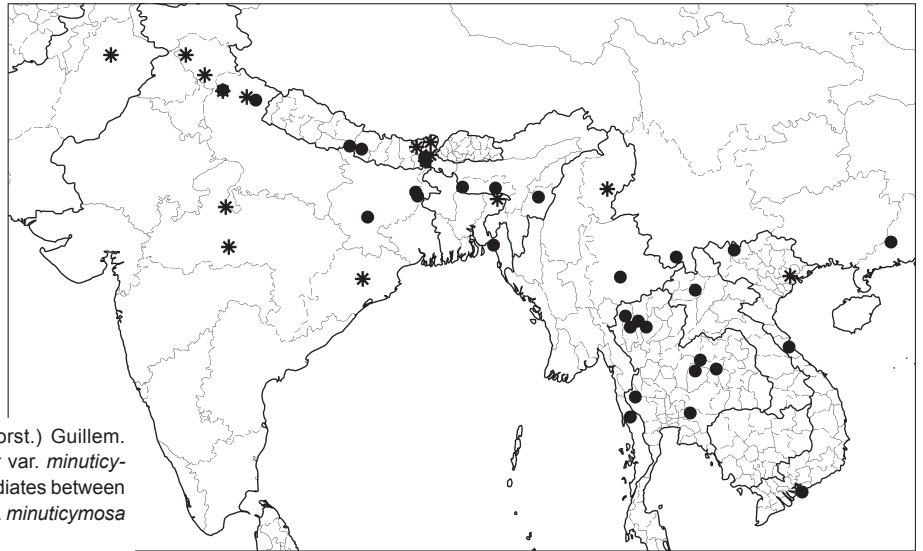 orst.) Guillem.
var. minuticy-
diates between
minuticymosa